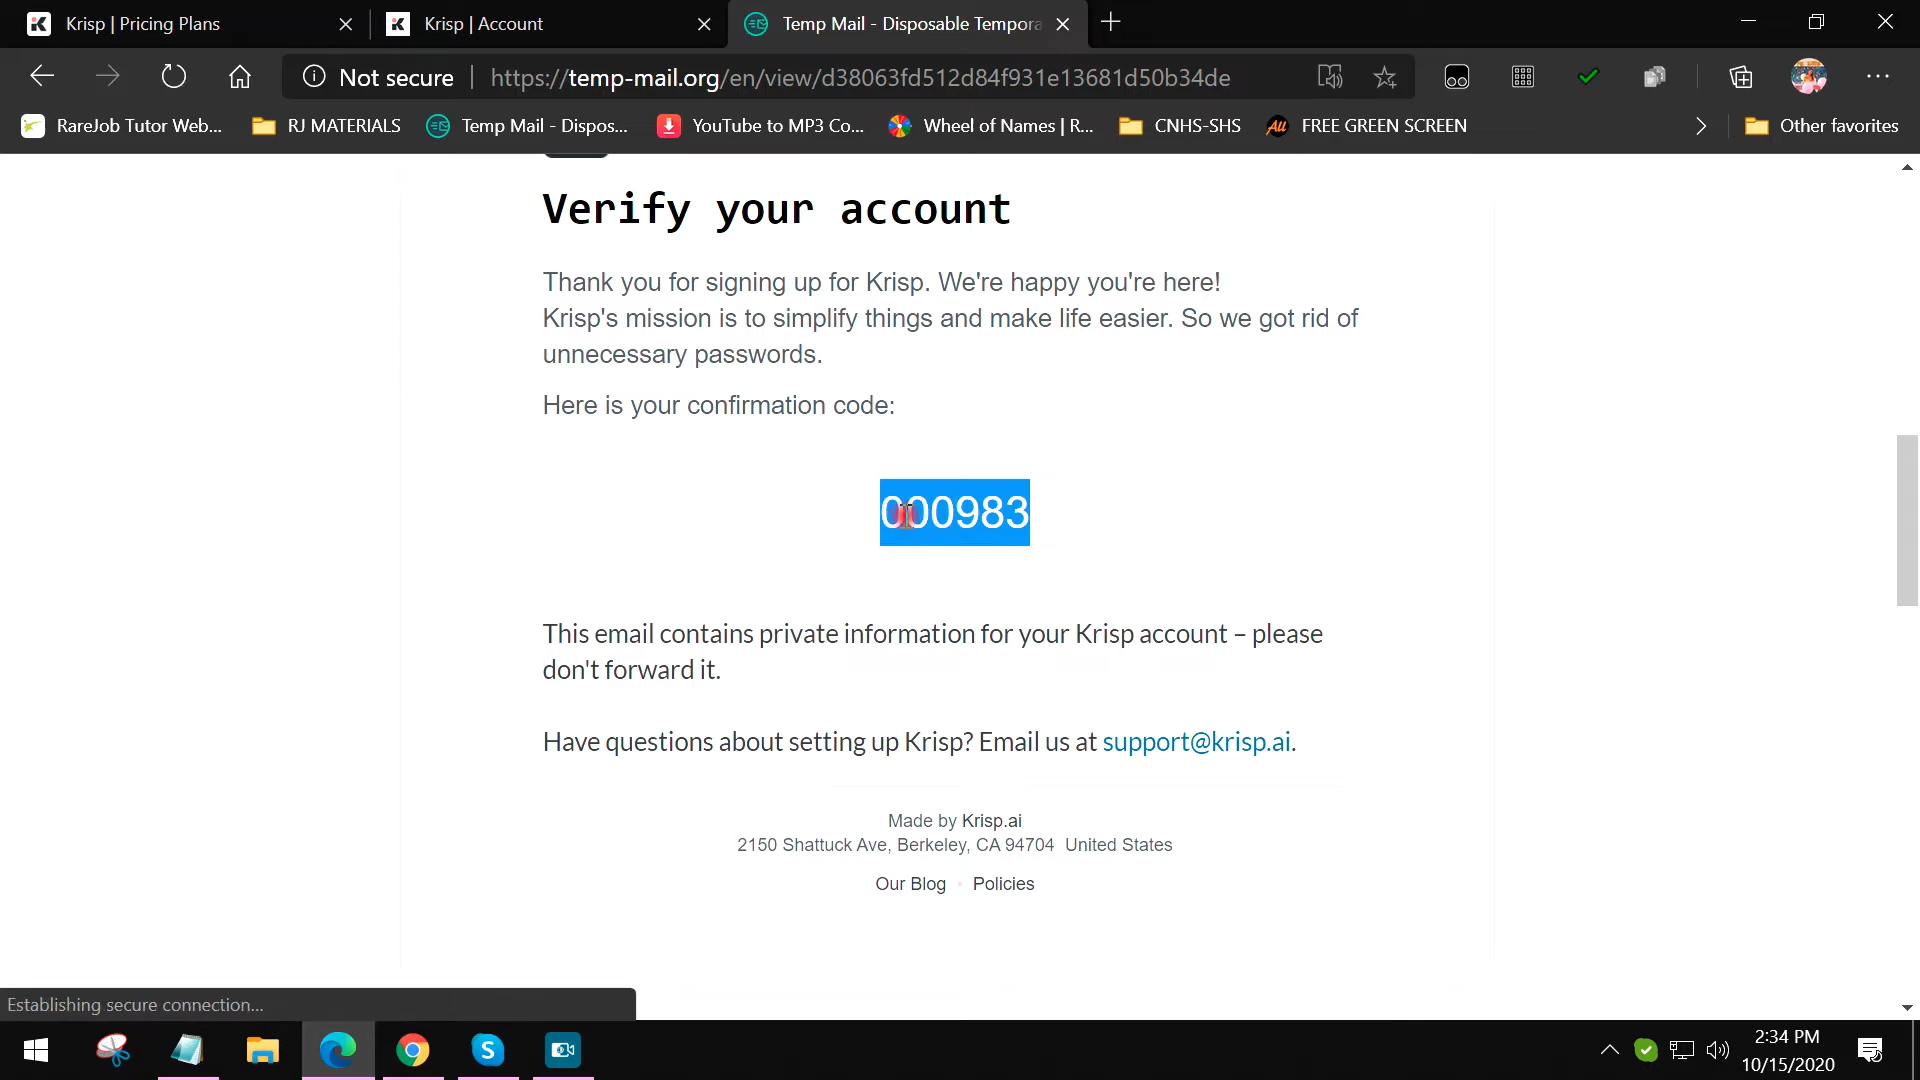 Krisp | Pricing Plans
Krisp | Account
Temp Mail - Disposable Tempora
Not secure
https://temp-mail.org/en/view/d38063fd512d84f931e13681d50b34de
RareJob Tutor Web...
RJ MATERIALS
Temp Mail - Dispos...
YouTube to MP3 Co...
Wheel of Names | R...
CNHS-SHS
FREE GREEN SCREEN
Other favorites
Verify your account
Thank you for signing up for Krisp. We're happy you're here!
Krisp's mission is to simplify things and make life easier. So we got rid of
unnecessary passwords.
Here is your confirmation code:
000983
This email contains private information for your Krisp account – please
don't forward it.
Have questions about setting up Krisp? Email us at support@krisp.ai.
Made by Krisp.ai
2150 Shattuck Ave, Berkeley, CA 94704 United States
Our Blog • Policies
Establishing secure connection...
2:34 PM
10/15/2020